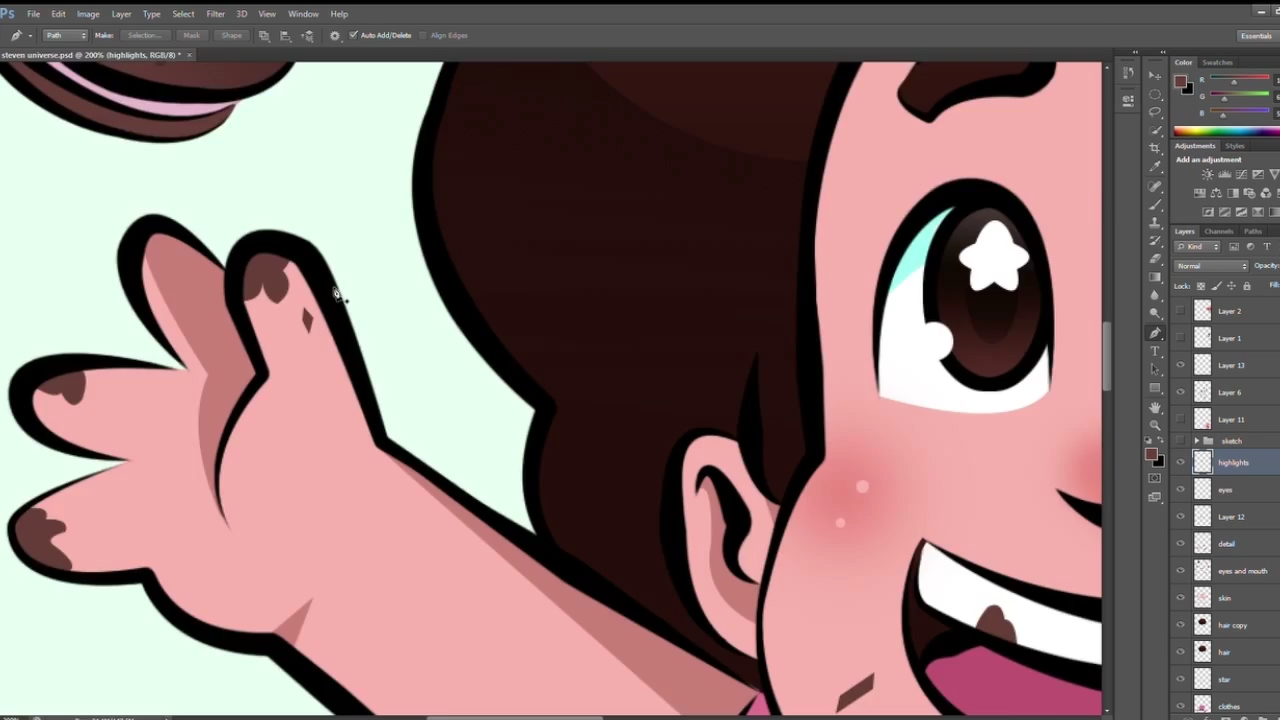 Ps File Edit Image Layer Type Select Filter 3D View Window Help
Path Make: Selection... Mask Shape Auto Add/Delete Align Edges Essentials
steven universe.psd @ 200% (highlights, RGB/8) * ×
Color Swatches
R
G
B
Adjustments Styles
Add an adjustment
Layers Channels Paths
Kind
Normal Opacity:
Lock:
Layer 2
Layer 1
Layer 13
Layer 6
Layer 11
sketch
highlights
eyes
Layer 12
detail
eyes and mouth
skin
hair copy
hair
star
clothes